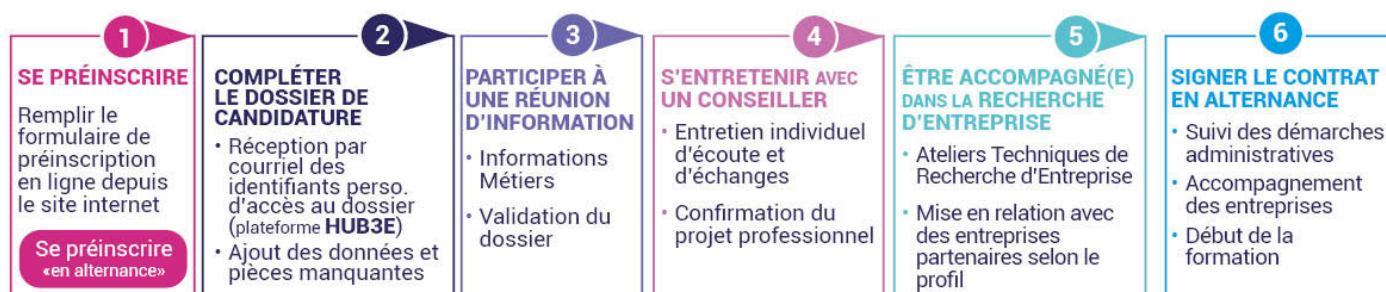 1
SE PRÉINSCRIRE
Remplir le
formulaire de
préinscription
en ligne depuis
le site internet
Se préinscrire
«en alternance»
2
COMPLÉTER
LE DOSSIER DE
CANDIDATURE
• Réception par
courriel des
identifiants perso.
d'accès au dossier
(plateforme HUB3E)
• Ajout des données et
pièces manquantes
3
PARTICIPER À
UNE RÉUNION
D'INFORMATION
• Informations
Métiers
• Validation du
dossier
4
S'ENTRETENIR AVEC
UN CONSEILLER
• Entretien individuel
d'écoute et
d'échanges
• Confirmation du
projet professionnel
5
ÊTRE ACCOMPAGNÉ(E)
DANS LA RECHERCHE
D'ENTREPRISE
• Ateliers Techniques de
Recherche d'Entreprise
• Mise en relation avec
des entreprises
partenaires selon le
profil
6
SIGNER LE CONTRAT
EN ALTERNANCE
• Suivi des démarches
administratives
• Accompagnement
des entreprises
• Début de la
formation